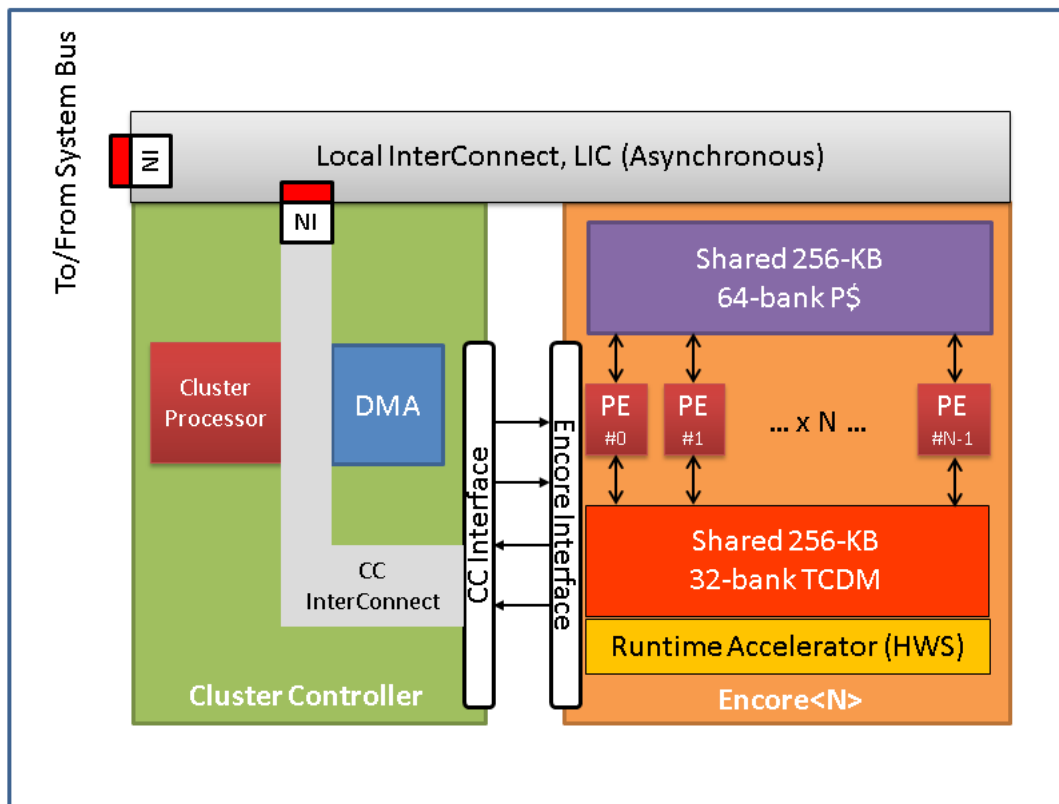 To/From System Bus
NI
Local InterConnect, LIC (Asynchronous)
NI
Cluster
Processor
DMA
CC
InterConnect
Cluster Controller
CC Interface
Encore Interface
Shared 256-KB
64-bank P$
PE
#0
PE
#1
... x N ...
PE
#N-1
Shared 256-KB
32-bank TCDM
Runtime Accelerator (HWS)
Encore<N>